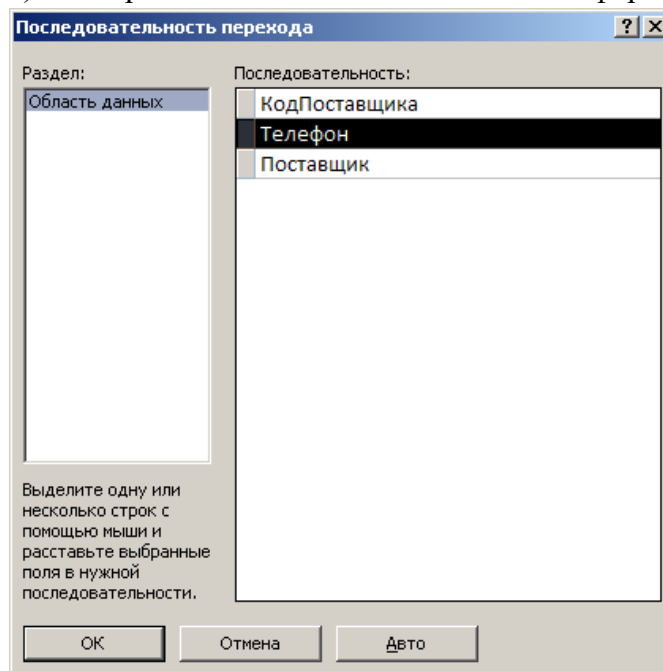 Последовательность перехода
Раздел:
Область данных
Последовательность:
КодПоставщика
Телефон
Поставщик
Выделите одну или
несколько строк с
помощью мыши и
расставьте выбранные
поля в нужной
последовательности.
ОК
Отмена
Авто